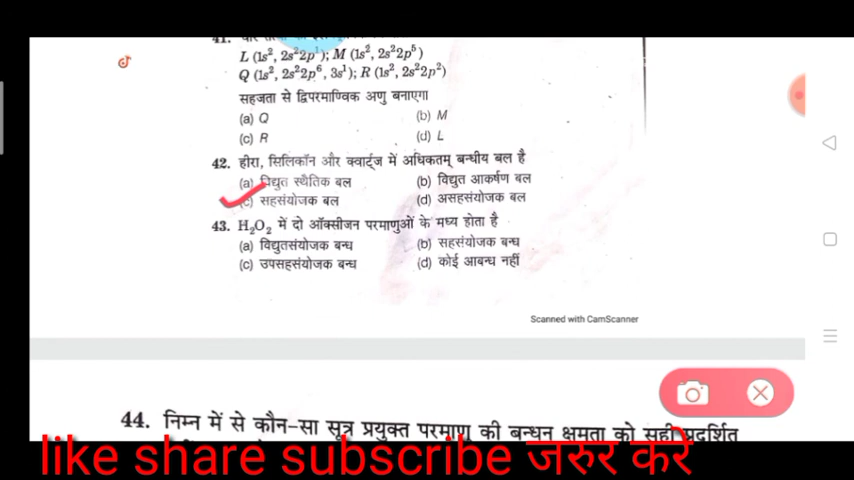 L (1s², 2s²2p¹); M (1s², 2s²2p⁵)
Q (1s², 2s²2p⁶, 3s¹); R (1s², 2s²2p²)
सहजता से द्विपरमाण्विक अणु बनाएगा
(a) Q (b) M
(c) R (d) L
42. हीरा, सिलिकॉन और क्वार्ट्ज में अधिकतम् बन्धीय बल है
(a) विद्युत स्थैतिक बल (b) विद्युत आकर्षण बल
(c) सहसंयोजक बल (d) असहसंयोजक बल
43. H₂O₂ में दो ऑक्सीजन परमाणुओं के मध्य होता है
(a) विद्युतसंयोजक बन्ध (b) सहसंयोजक बन्ध
(c) उपसहसंयोजक बन्ध (d) कोई आबन्ध नहीं
Scanned with CamScanner
44. निम्न में से कौन-सा सूत्र प्रयुक्त परमाणु की बन्धन क्षमता को सही प्रदर्शित
like share subscribe जरुर करे